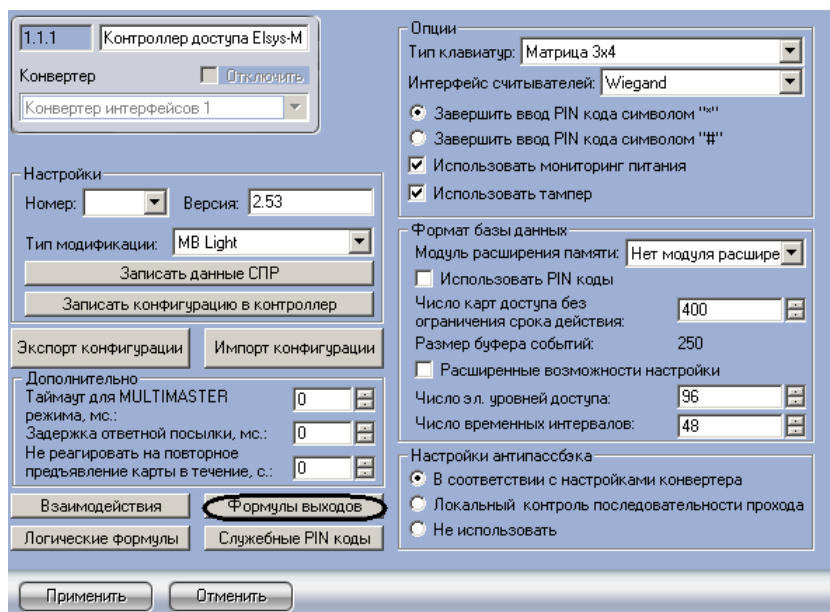 1.1.1 Контроллер доступа Elsys-M
Конвертер Отключить
Конвертер интерфейсов 1
Настройки
Номер: Версия: 2.53
Тип модификации: MB Light
Записать данные СПР
Записать конфигурацию в контроллер
Экспорт конфигурации Импорт конфигурации
Дополнительно
Таймаут для MULTIMASTER
режима, мс.: 0
Задержка ответной посылки, мс.: 0
Не реагировать на повторное
предъявление карты в течение, с.: 0
Взаимодействия Формулы выходов
Логические формулы Служебные PIN коды
Опции
Тип клавиатур: Матрица 3x4
Интерфейс считывателей: Wiegand
Завершить ввод PIN кода символом "*"
Завершить ввод PIN кода символом "#"
Использовать мониторинг питания
Использовать тампер
Формат базы данных
Модуль расширения памяти: Нет модуля расшире
Использовать PIN коды
Число карт доступа без
ограничения срока действия: 400
Размер буфера событий: 250
Расширенные возможности настройки
Число эл. уровней доступа: 96
Число временных интервалов: 48
Настройки антипассбэка
В соответствии с настройками конвертера
Локальный контроль последовательности прохода
Не использовать
Применить Отменить